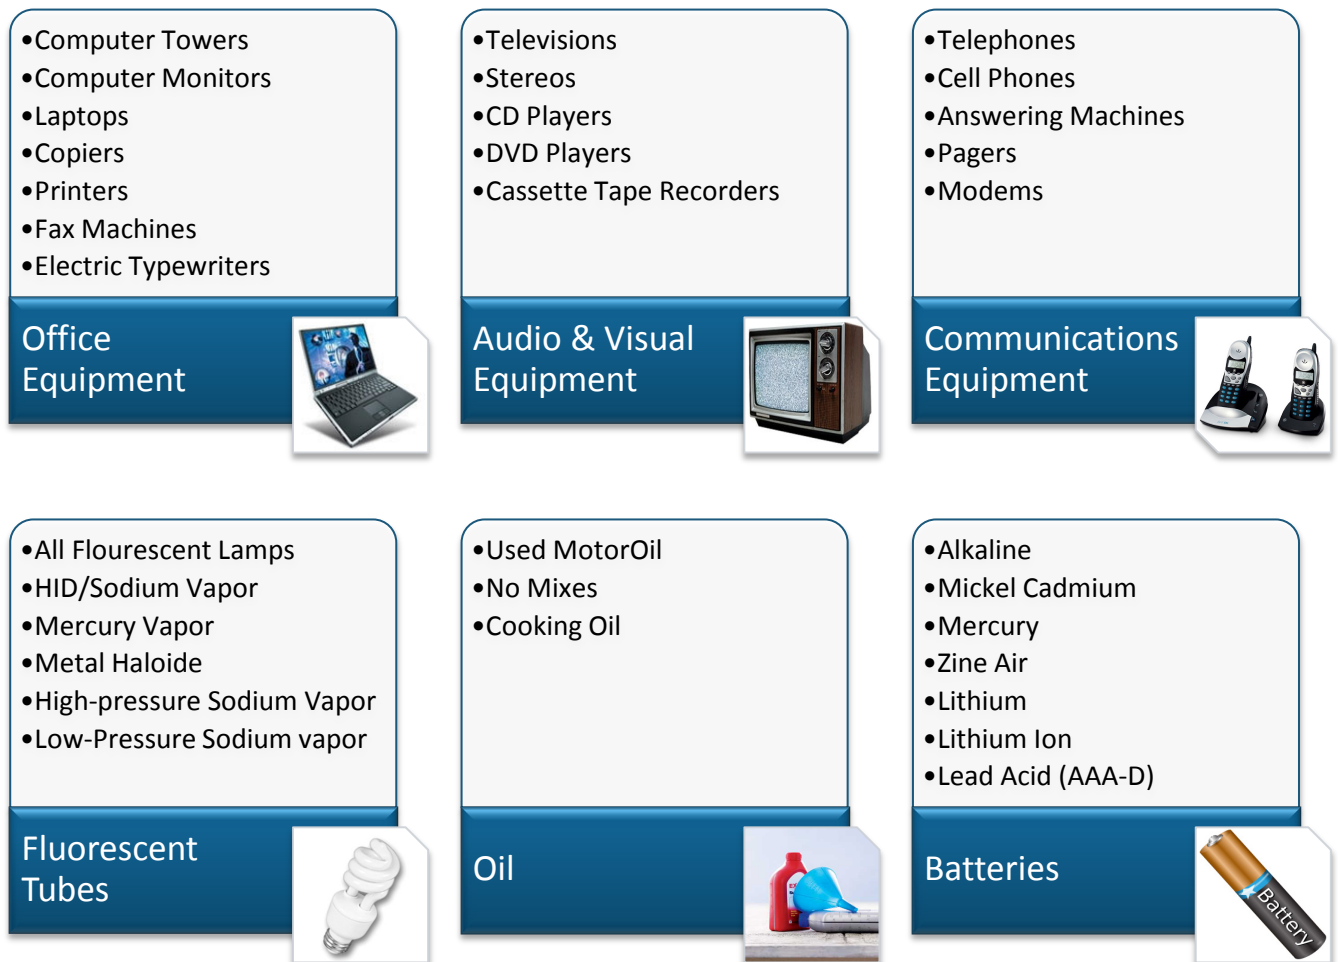 •Computer Towers
•Computer Monitors
•Laptops
•Copiers
•Printers
•Fax Machines
•Electric Typewriters
Office
Equipment
•Televisions
•Stereos
•CD Players
•DVD Players
•Cassette Tape Recorders
Audio & Visual
Equipment
•Telephones
•Cell Phones
•Answering Machines
•Pagers
•Modems
Communications
Equipment
•All Flourescent Lamps
•HID/Sodium Vapor
•Mercury Vapor
•Metal Haloide
•High-pressure Sodium Vapor
•Low-Pressure Sodium vapor
Fluorescent
Tubes
•Used MotorOil
•No Mixes
•Cooking Oil
Oil
•Alkaline
•Mickel Cadmium
•Mercury
•Zine Air
•Lithium
•Lithium Ion
•Lead Acid (AAA-D)
Batteries
Battery